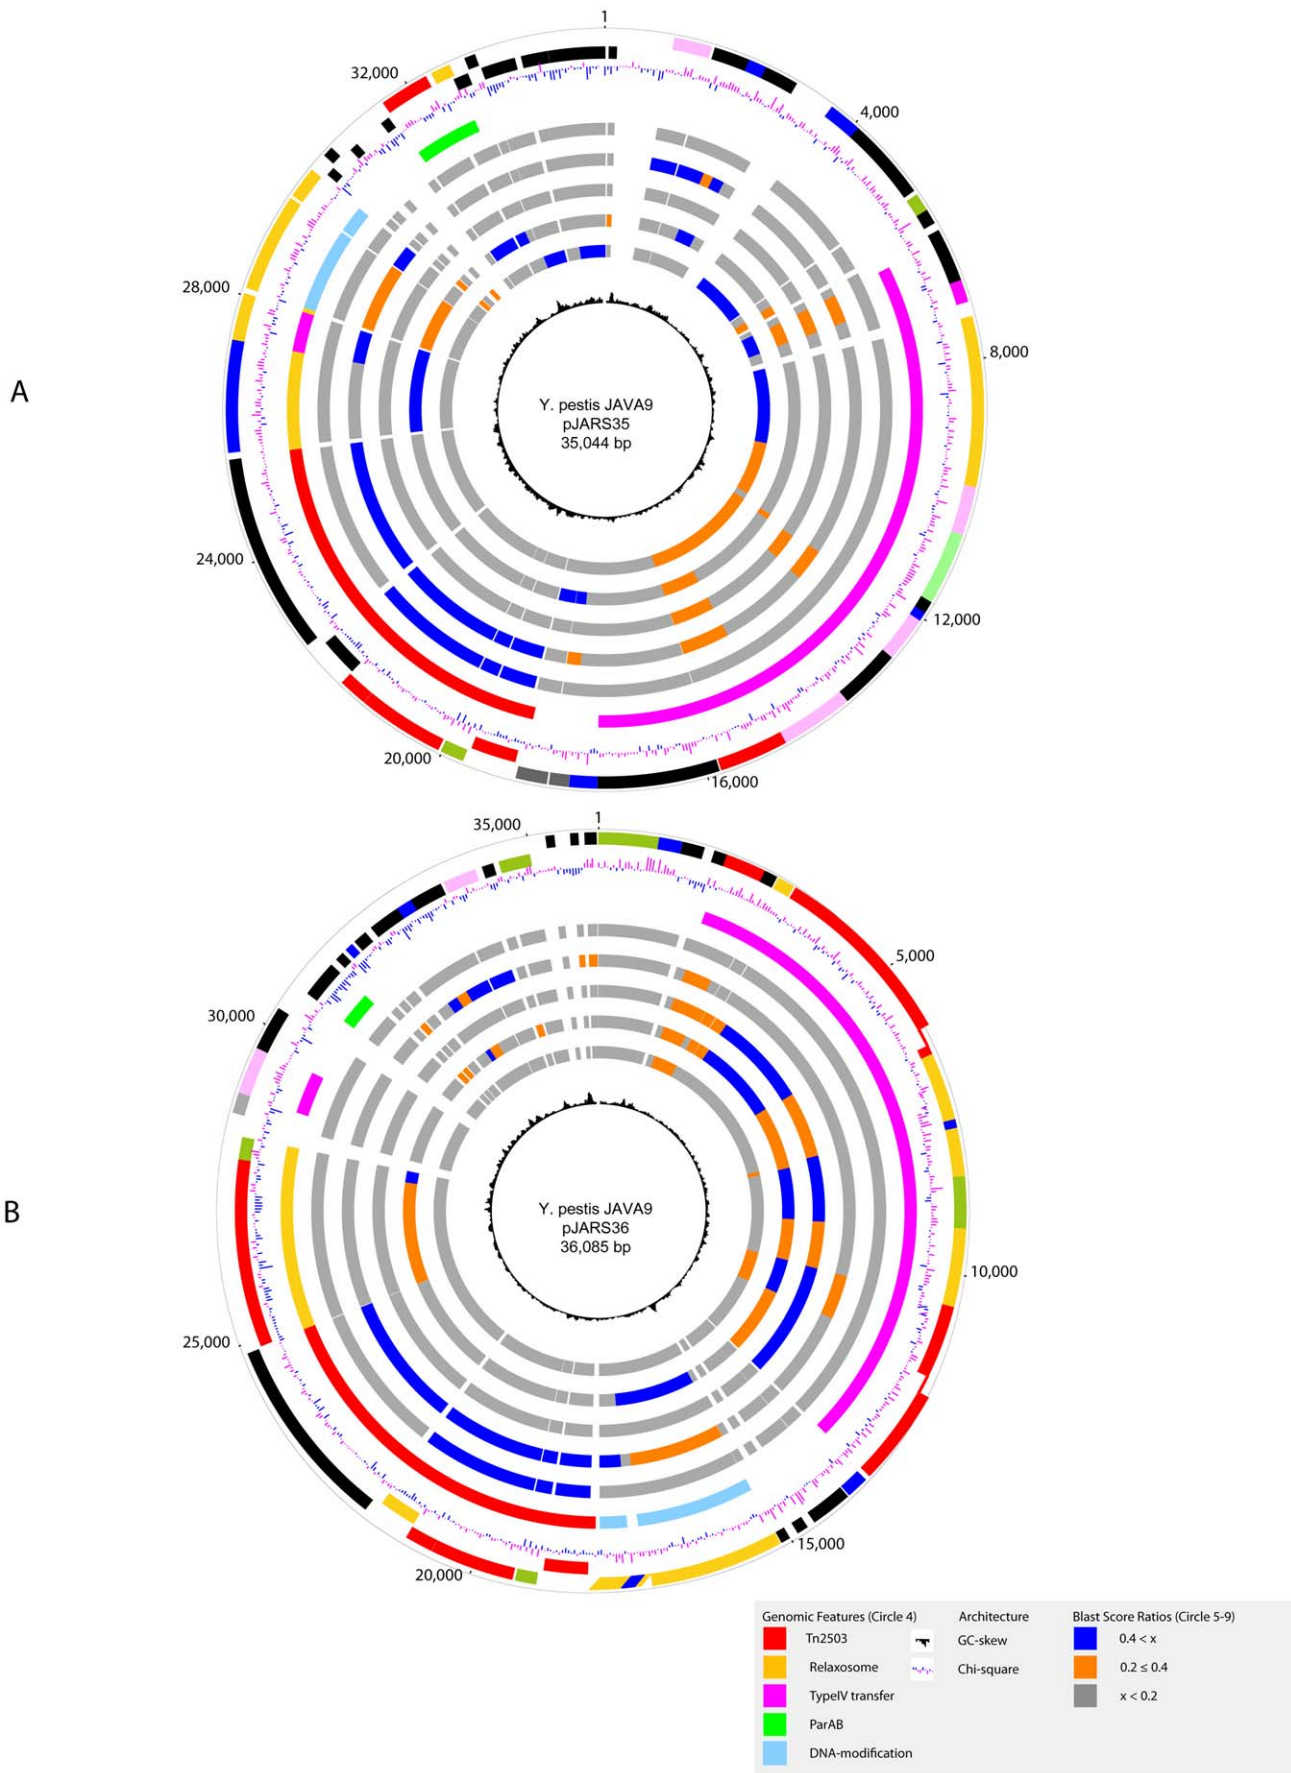 1
32,000
4,000
28,000
8,000
A
Y. pestis JAVA9
pJARS35
35,044 bp
24,000
12,000
20,000
16,000
1
35,000
5,000
30,000
B
Y. pestis JAVA9
pJARS36
36,085 bp
10,000
25,000
15,000
20,000
Genomic Features (Circle 4) Architecture Blast Score Ratios (Circle 5-9)
Tn2503 GC-skew 0.4 < x
Relaxosome Chi-square 0.2 ≤ 0.4
TypeIV transfer x < 0.2
ParAB
DNA-modification